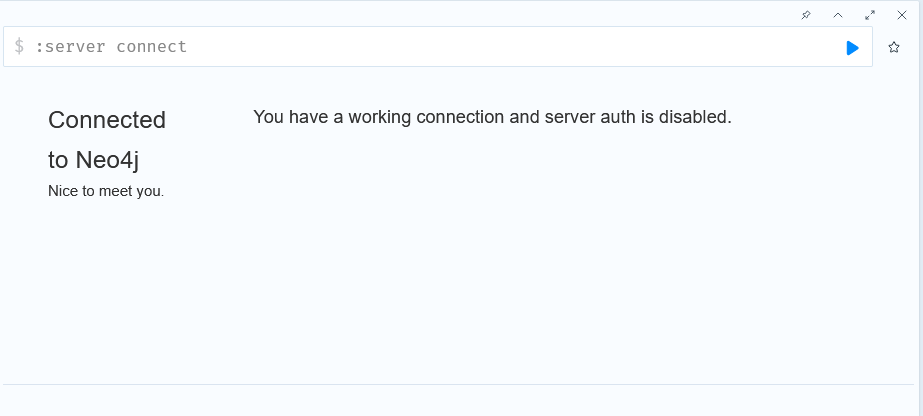 $ :server connect
Connected
to Neo4j
Nice to meet you.
You have a working connection and server auth is disabled.